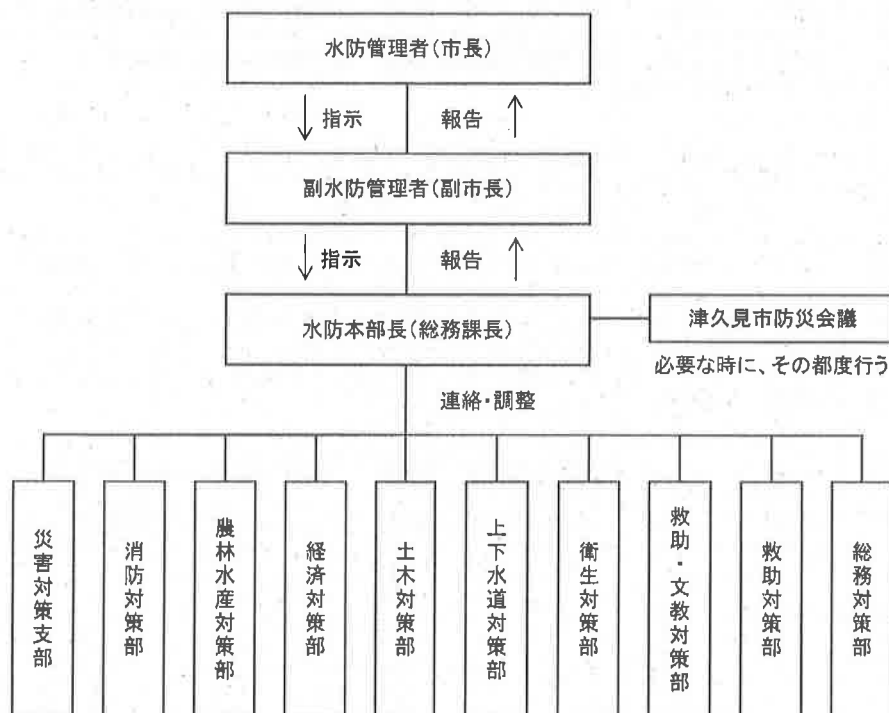 水防管理者(市長)
指示
報告
副水防管理者(副市長)
指示
報告
水防本部長(総務課長)
津久見市防災会議
必要な時に、その都度行う
連絡・調整
災害対策支部
消防対策部
農林水産対策部
経済対策部
土木対策部
上下水道対策部
衛生対策部
救助・文教対策部
救助対策部
総務対策部